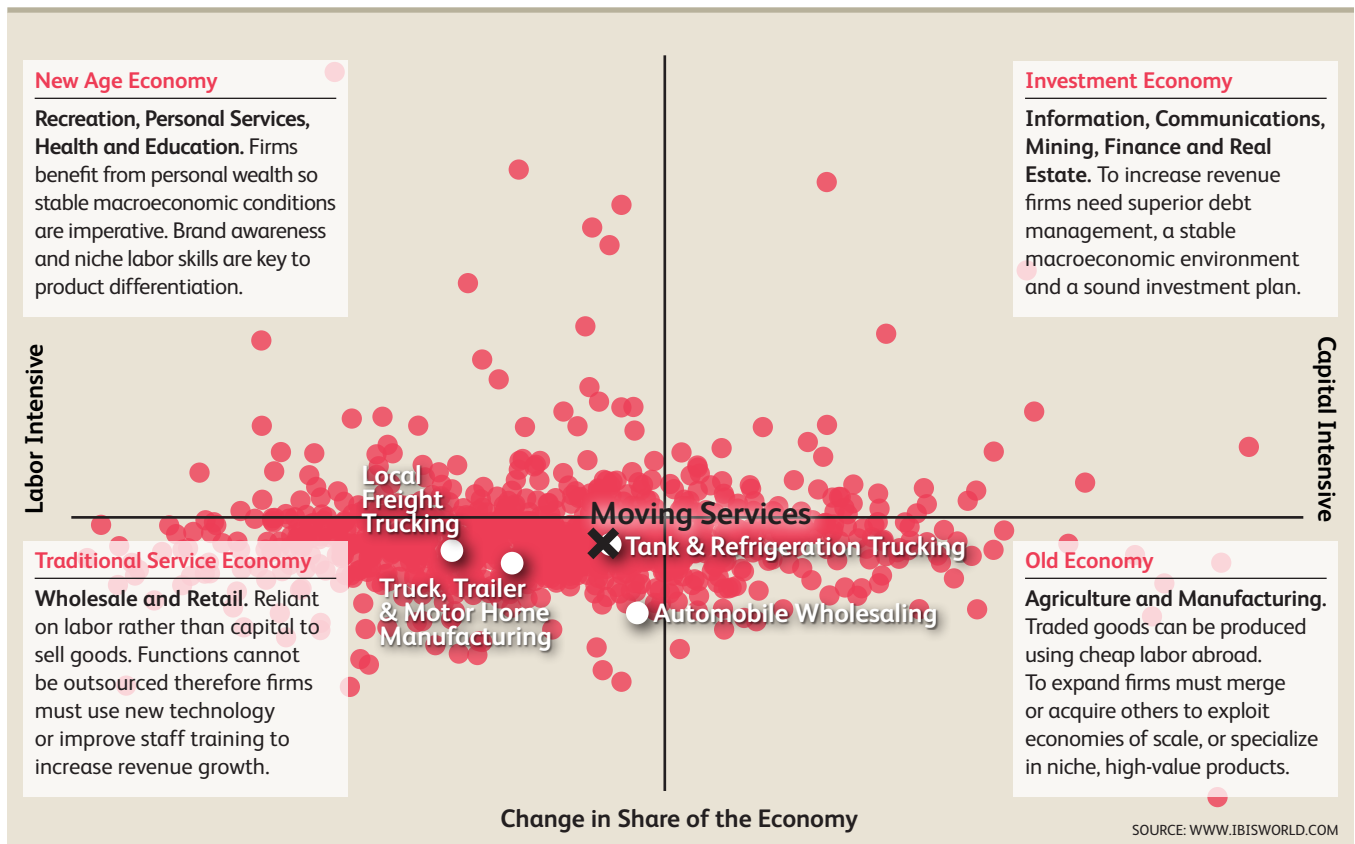 New Age Economy
Recreation, Personal Services,
Health and Education. Firms
benefit from personal wealth so
stable macroeconomic conditions
are imperative. Brand awareness
and niche labor skills are key to
product differentiation.
Investment Economy
Information, Communications,
Mining, Finance and Real
Estate. To increase revenue
firms need superior debt
management, a stable
macroeconomic environment
and a sound investment plan.
Labor Intensive
Capital Intensive
Local
Freight
Trucking
Moving Services
Tank & Refrigeration Trucking
Truck, Trailer
& Motor Home
Manufacturing
Automobile Wholesaling
Traditional Service Economy
Wholesale and Retail. Reliant
on labor rather than capital to
sell goods. Functions cannot
be outsourced therefore firms
must use new technology
or improve staff training to
increase revenue growth.
Old Economy
Agriculture and Manufacturing.
Traded goods can be produced
using cheap labor abroad.
To expand firms must merge
or acquire others to exploit
economies of scale, or specialize
in niche, high-value products.
Change in Share of the Economy
SOURCE: WWW.IBISWORLD.COM